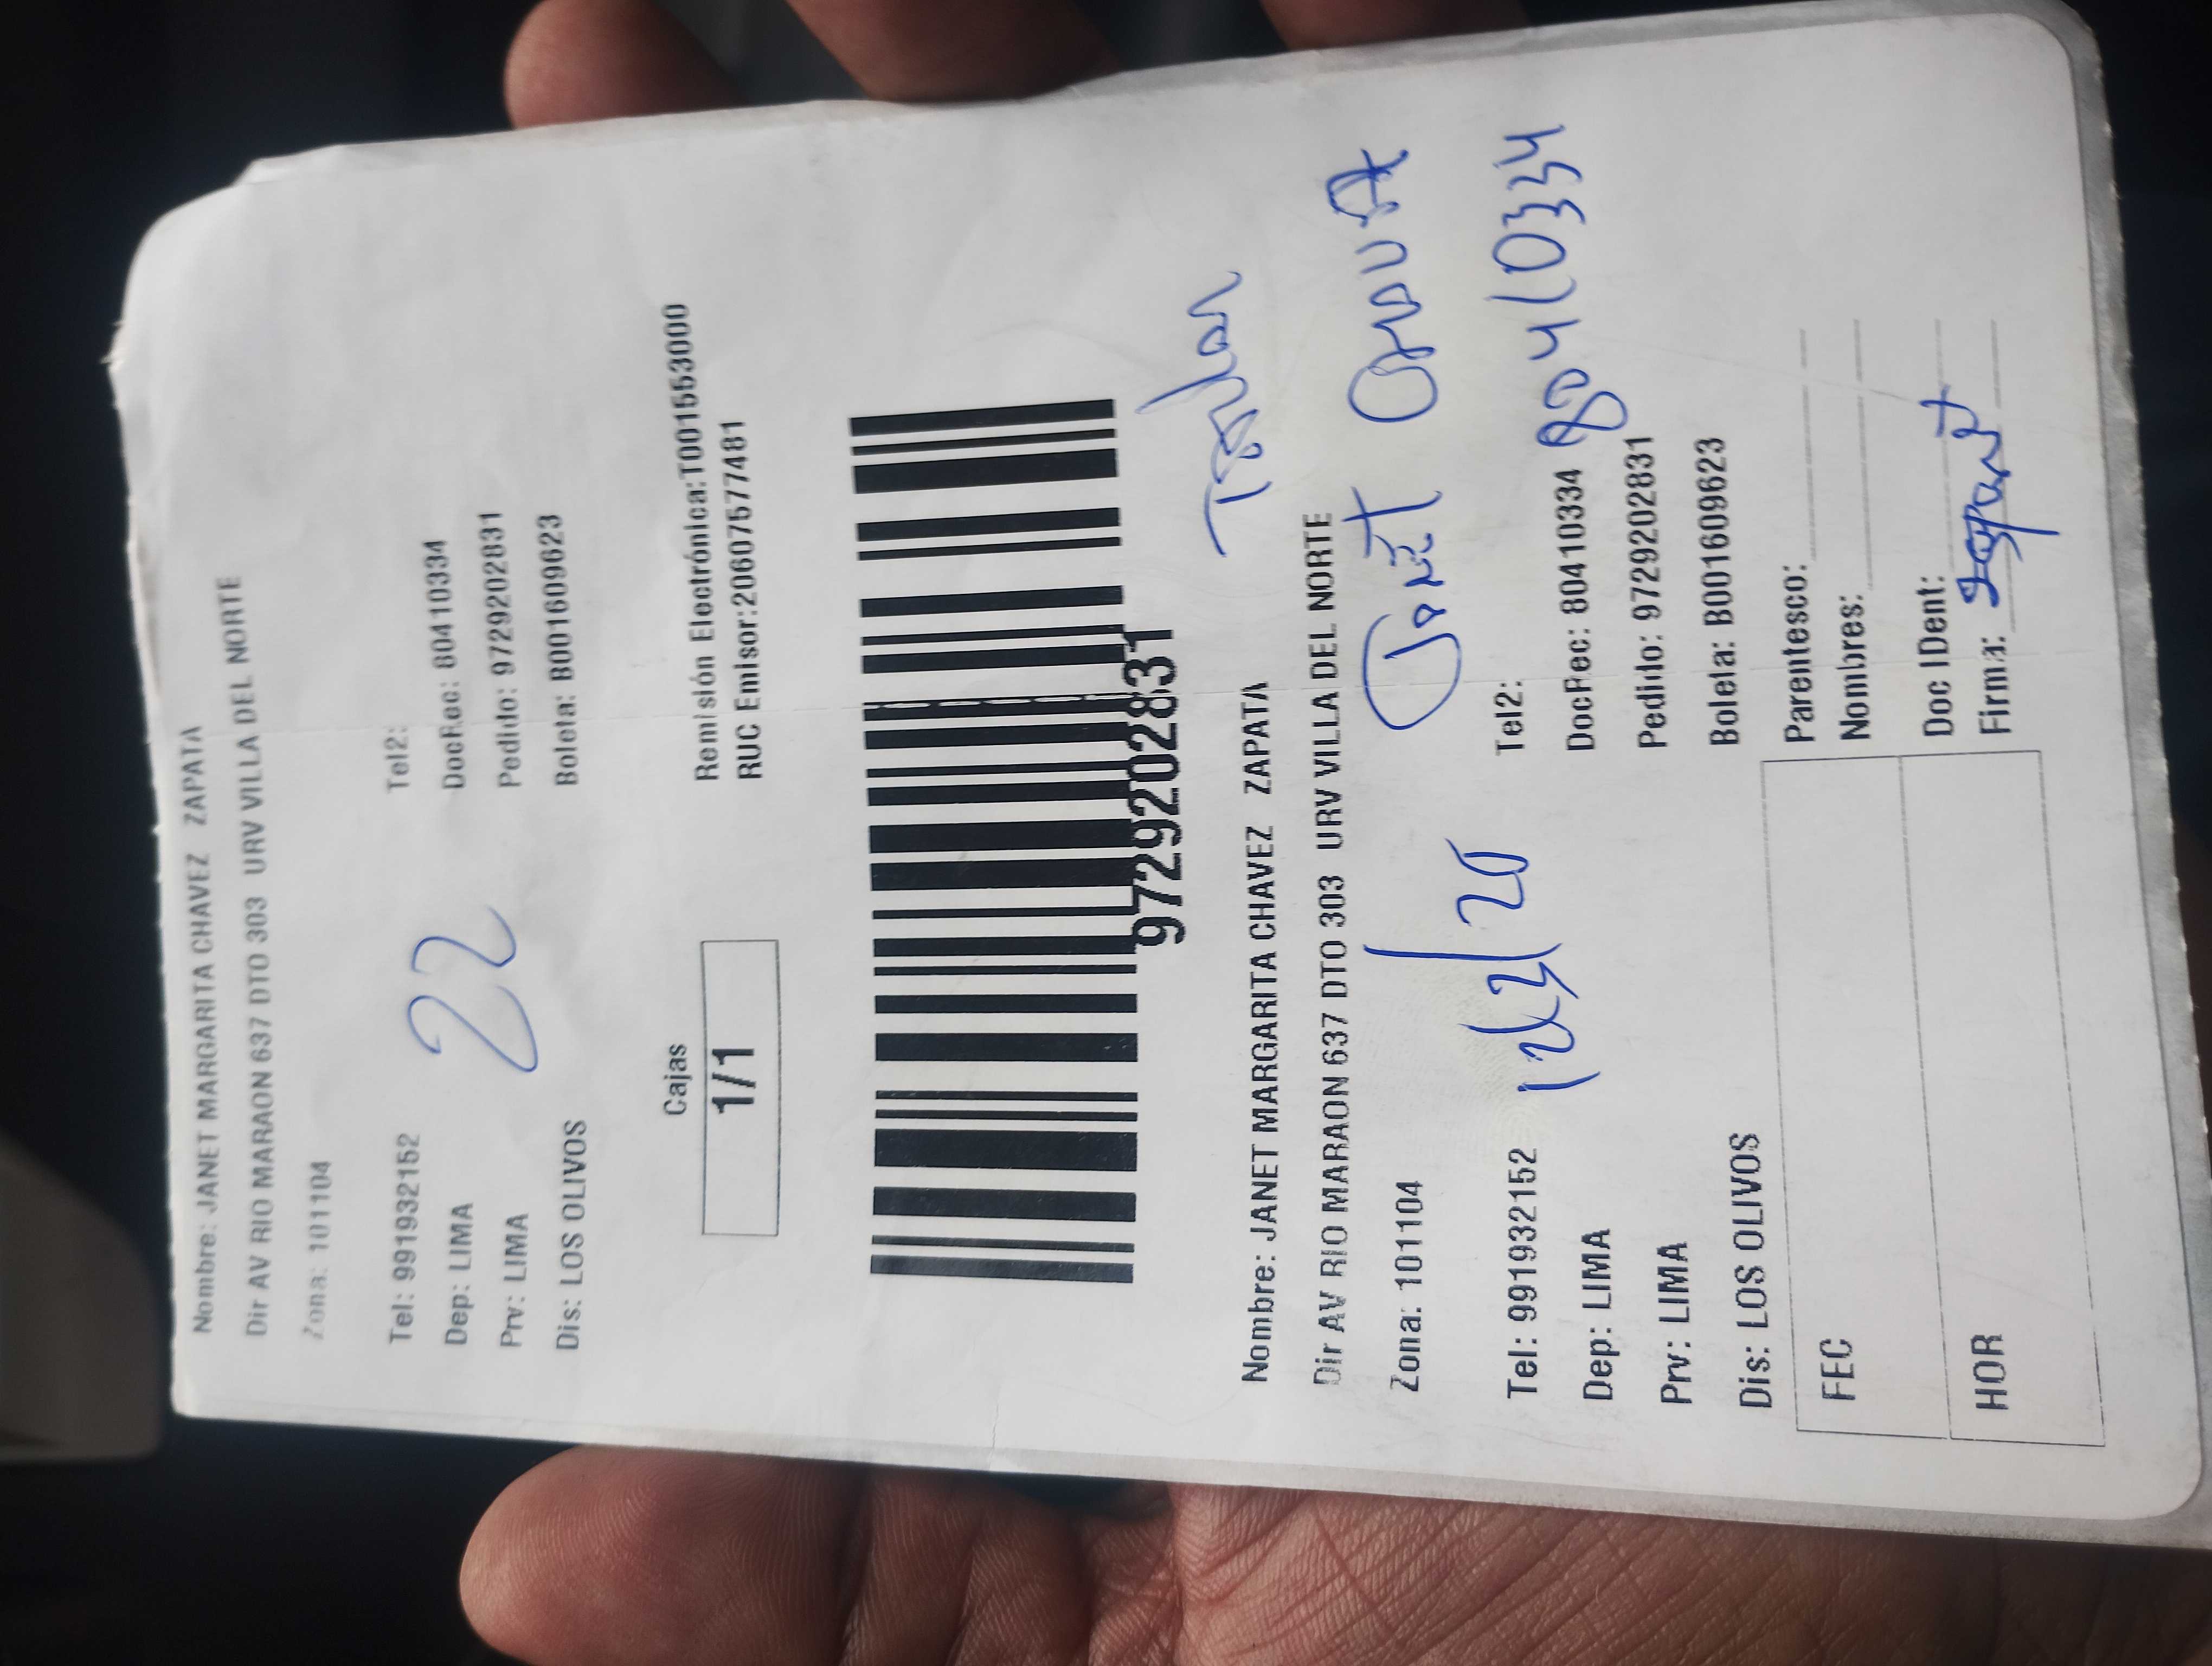 Nombre: JANET MARGARITA CHAVEZ ZAPATA
Dir AV RIO MARAON 637 DTO 303 URV VILLA DEL NORTE
Zona: 101104
Tel: 991932152 Tel2:
Dep: LIMA DocRec: 80410334
Prv: LIMA Pedido: 9729202831
Dis: LOS OLIVOS Boleta: B001609623
22
Cajas
1/1
Remisión Electrónica:T001553000
RUC Emisor:20607577481
9729202831
Nombre: JANET MARGARITA CHAVEZ ZAPATA
Dir AV RIO MARAON 637 DTO 303 URV VILLA DEL NORTE
Zona: 101104
80410334
Tel: 991932152 Tel2:
Dep: LIMA DocRec: 80410334
Prv: LIMA Pedido: 9729202831
Dis: LOS OLIVOS Boleta: B001609623
FEC
HOR
Parentesco:
Nombres:
Doc IDent:
Firma: